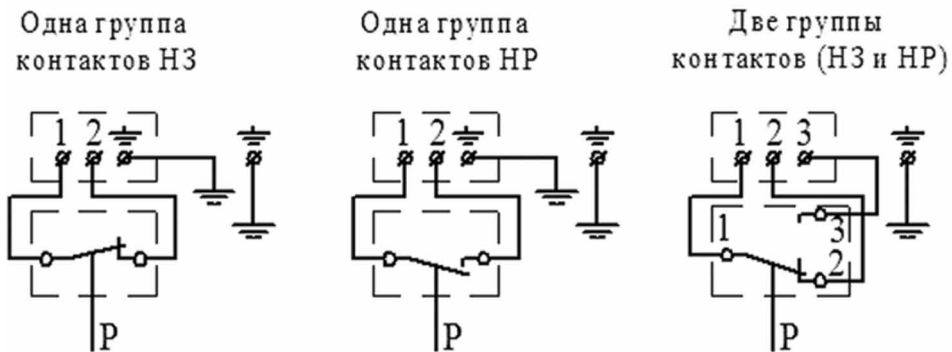 Одна группа
контактов НЗ
Одна группа
контактов НР
Две группы
контактов (НЗ и НР)
1 2
1 2
1 2 3
1
3
2
P
P
P